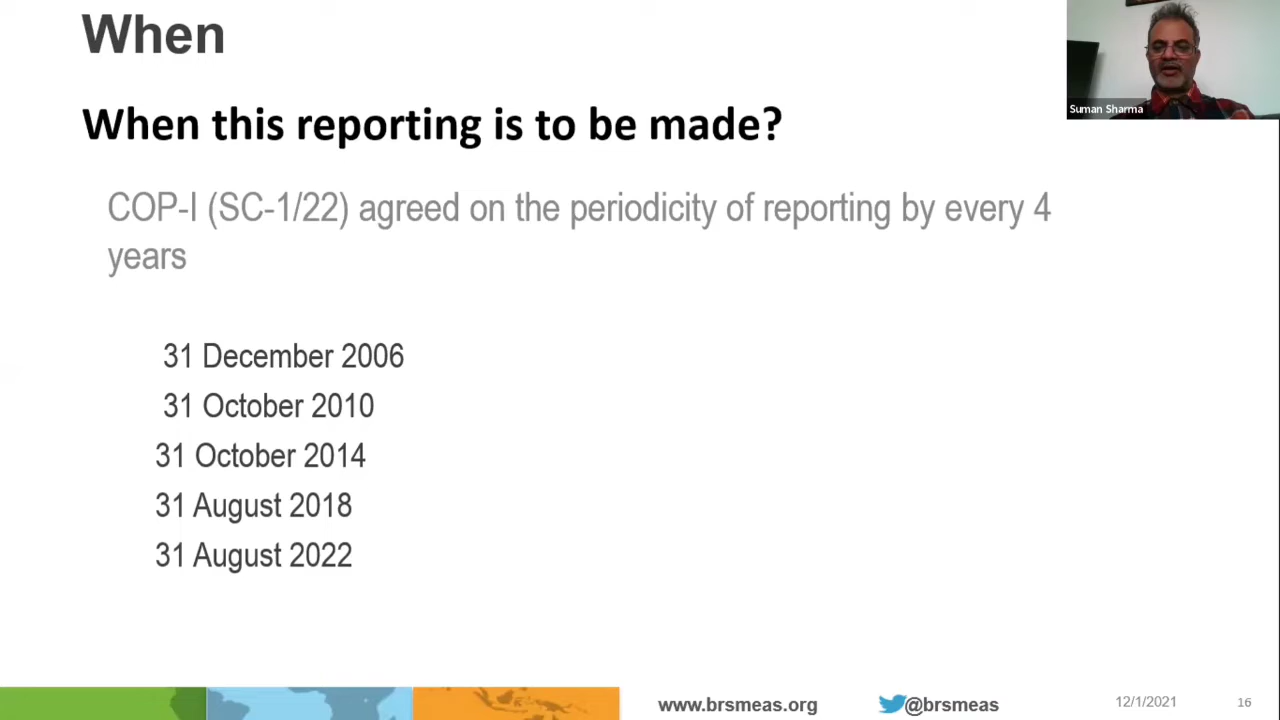 When
Suman Sharma
When this reporting is to be made?
COP-I (SC-1/22) agreed on the periodicity of reporting by every 4
years
31 December 2006
31 October 2010
31 October 2014
31 August 2018
31 August 2022
www.brsmeas.org
@brsmeas
12/1/2021
16